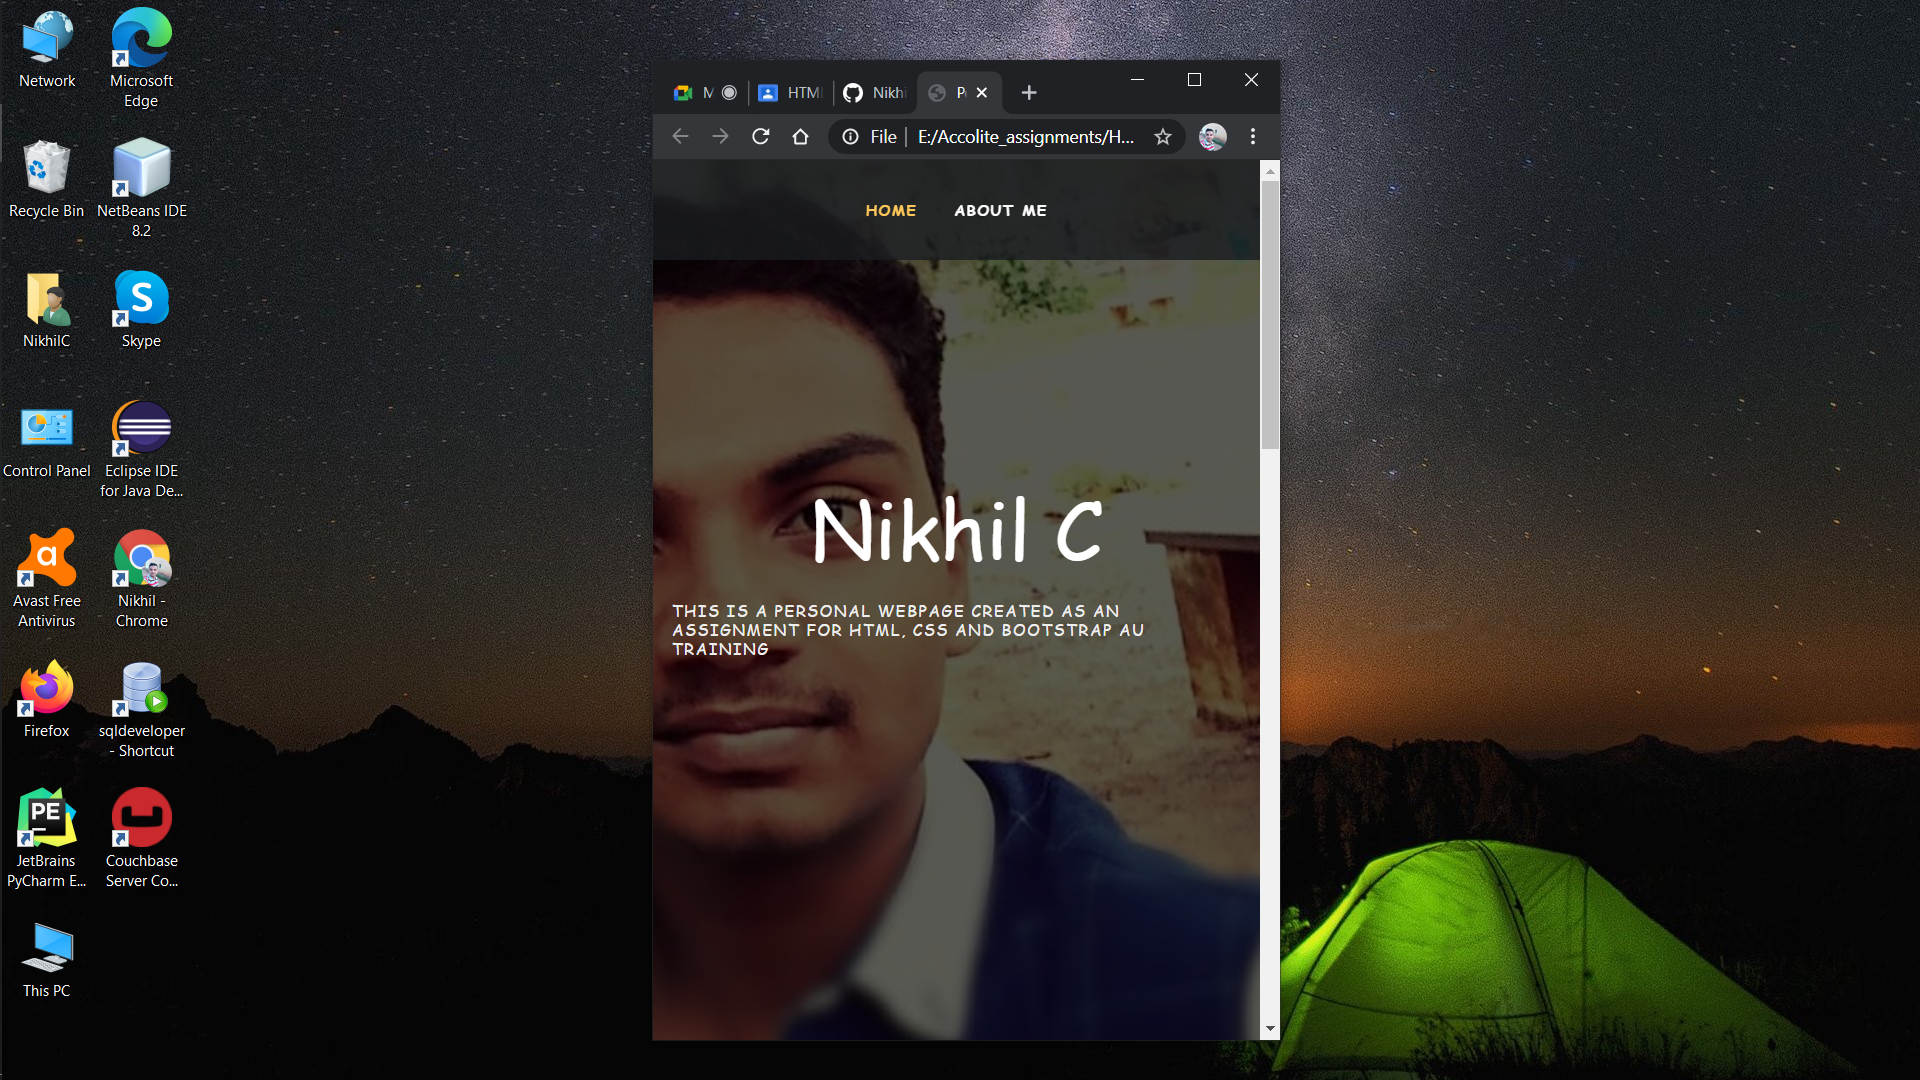 Network
Microsoft
Edge
Recycle Bin
NetBeans IDE
8.2
NikhilC
Skype
Control Panel
Eclipse IDE
for Java De...
Avast Free
Antivirus
Nikhil -
Chrome
Firefox
sqldeveloper
- Shortcut
PE
JetBrains
PyCharm E...
Couchbase
Server Co...
This PC
M
HTM
Nikhi
P
File | E:/Accolite_assignments/H...
HOME ABOUT ME
Nikhil C
THIS IS A PERSONAL WEBPAGE CREATED AS AN
ASSIGNMENT FOR HTML, CSS AND BOOTSTRAP AU
TRAINING